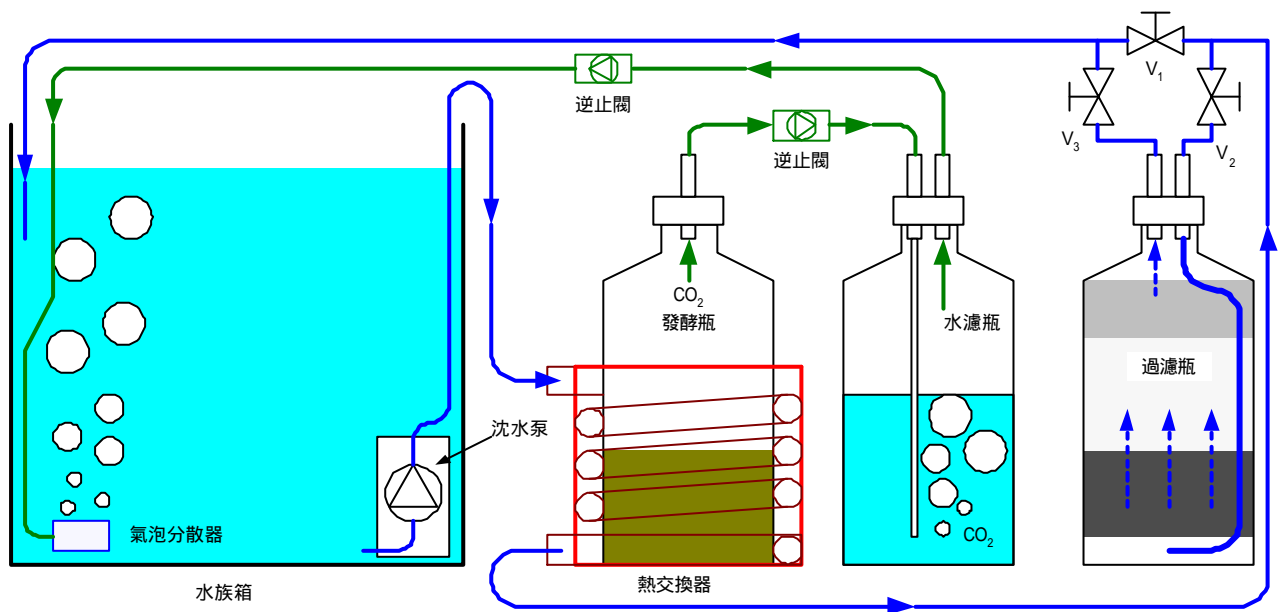 V₁
逆止閥
V₃
V₂
逆止閥
CO₂
發酵瓶
水濾瓶
過濾瓶
沈水泵
氣泡分散器
CO₂
熱交換器
水族箱